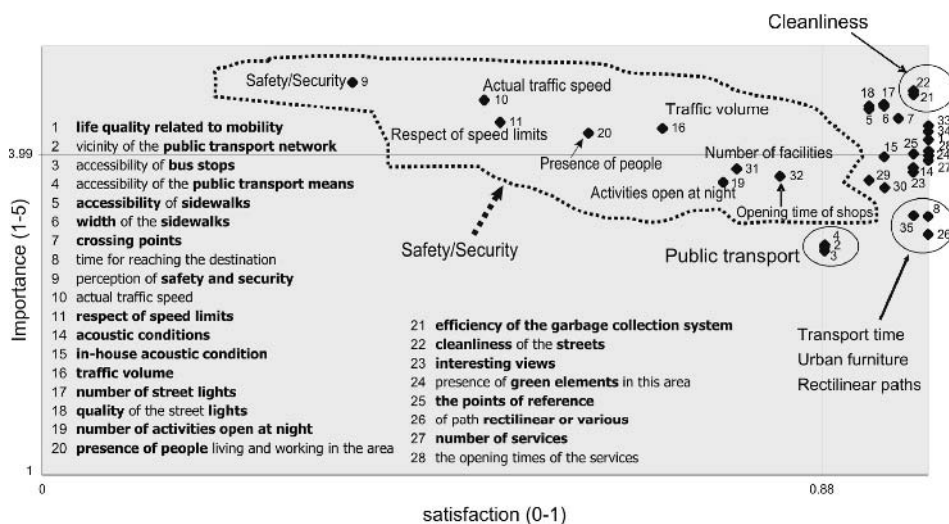 Cleanliness
Safety/Security 9
Actual traffic speed
10
11
Respect of speed limits
20
Presence of people
Traffic volume
16
Number of facilities
31
32
19
Activities open at night
Opening time of shops
Safety/Security
22
21
18 17
5 6 7
33
34
1
28
24
15 25
27
14
29 30 23
8
35
26
4
2
3
Public transport
Transport time
Urban furniture
Rectilinear paths
Importance (1-5)
3.99
1
1 life quality related to mobility
2 vicinity of the public transport network
3 accessibility of bus stops
4 accessibility of the public transport means
5 accessibility of sidewalks
6 width of the sidewalks
7 crossing points
8 time for reaching the destination
9 perception of safety and security
10 actual traffic speed
11 respect of speed limits
14 acoustic conditions
15 in-house acoustic condition
16 traffic volume
17 number of street lights
18 quality of the street lights
19 number of activities open at night
20 presence of people living and working in the area
21 efficiency of the garbage collection system
22 cleanliness of the streets
23 interesting views
24 presence of green elements in this area
25 the points of reference
26 of path rectilinear or various
27 number of services
28 the opening times of the services
0
0.88
satisfaction (0-1)